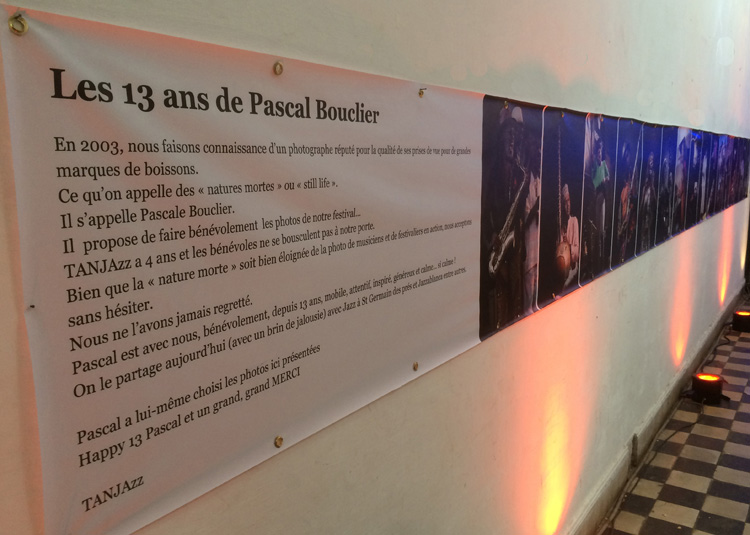 Les 13 ans de Pascal Bouclier
En 2003, nous faisons connaissance d'un photographe réputé pour la qualité de ses prises de vue pour de grandes
marques de boissons.
Ce qu'on appelle des « natures mortes » ou « still life ».
Il s'appelle Pascale Bouclier.
Il propose de faire bénévolement les photos de notre festival...
TANJAzz a 4 ans et les bénévoles ne se bousculent pas à notre porte.
Bien que la « nature morte » soit bien éloignée de la photo de musiciens et de festivaliers en action, nous acceptons
sans hésiter.
Nous ne l'avons jamais regretté.
Pascal est avec nous, bénévolement, depuis 13 ans, mobile, attentif, inspiré, généreux et calme... si calme !
On le partage aujourd'hui (avec un brin de jalousie) avec Jazz à St Germain des prés et Jazzablanca entre autres.
Pascal a lui-même choisi les photos ici présentées
Happy 13 Pascal et un grand, grand MERCI
TANJAzz